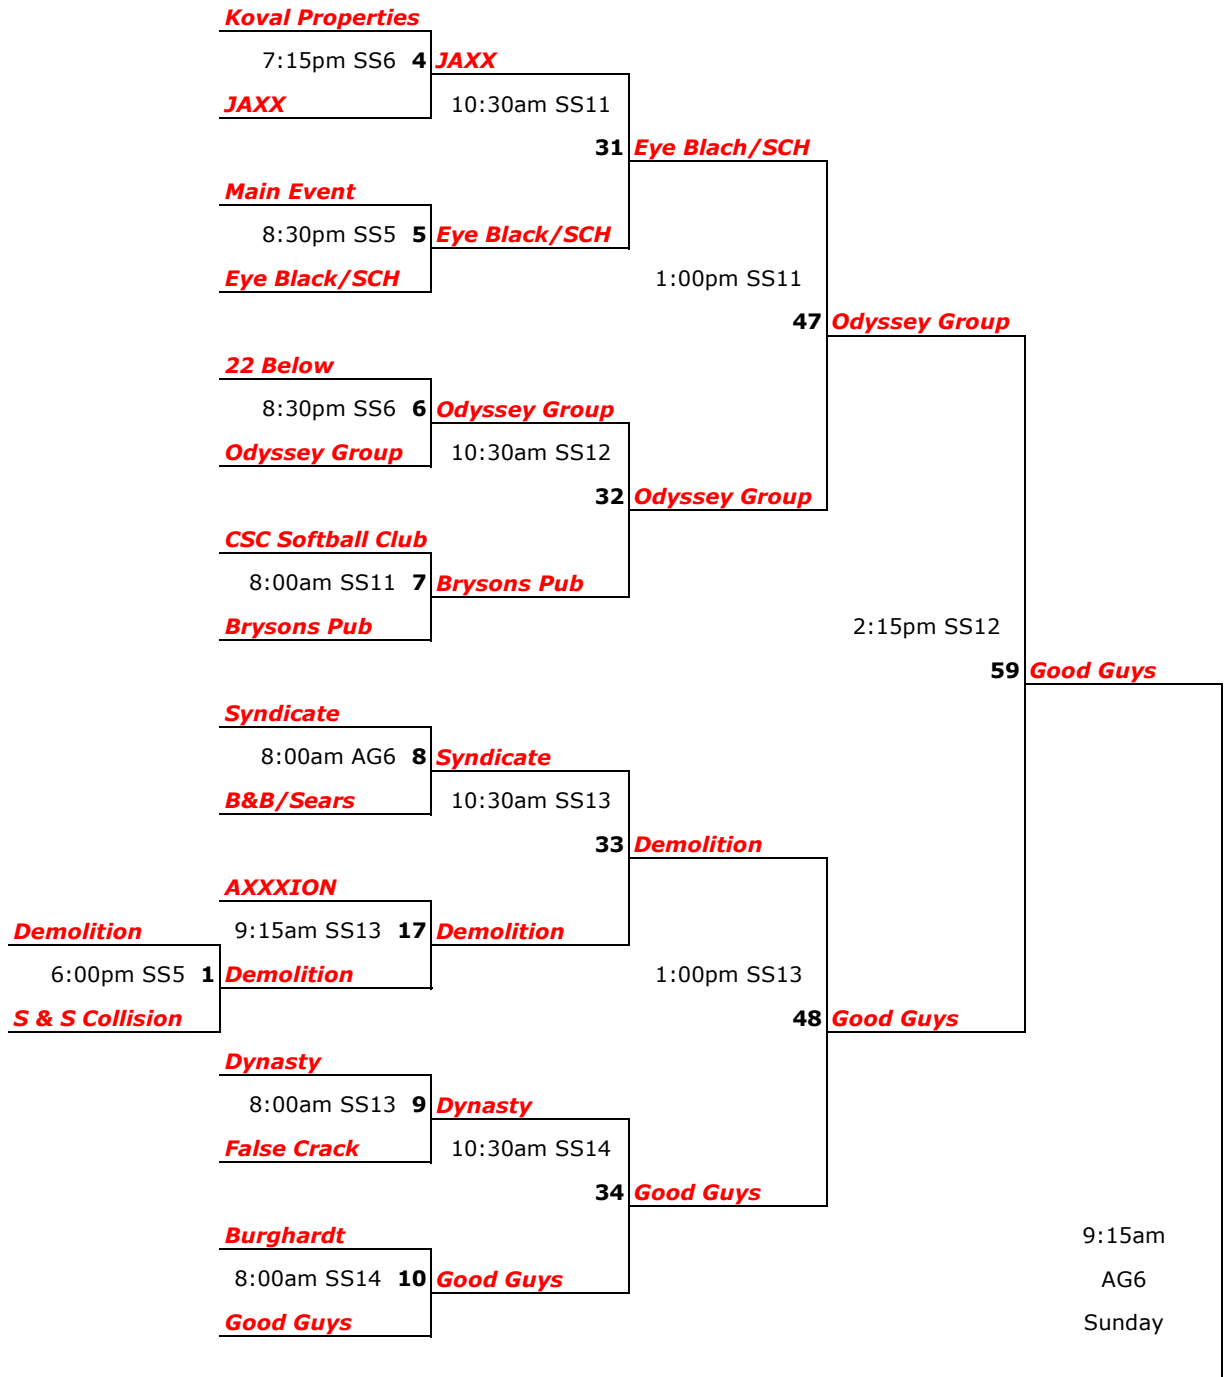 Koval Properties
7:15pm SS6 4 JAXX
JAXX 10:30am SS11
31 Eye Blach/SCH
Main Event
8:30pm SS5 5 Eye Black/SCH
Eye Black/SCH 1:00pm SS11
47 Odyssey Group
22 Below
8:30pm SS6 6 Odyssey Group
Odyssey Group 10:30am SS12
32 Odyssey Group
CSC Softball Club
8:00am SS11 7 Brysons Pub
Brysons Pub 2:15pm SS12
59 Good Guys
Syndicate
8:00am AG6 8 Syndicate
B&B/Sears 10:30am SS13
33 Demolition
AXXXION
Demolition 9:15am SS13 17 Demolition
6:00pm SS5 1 Demolition 1:00pm SS13
S & S Collision 48 Good Guys
Dynasty
8:00am SS13 9 Dynasty
False Crack 10:30am SS14
34 Good Guys
Burghardt 9:15am
8:00am SS14 10 Good Guys AG6
Good Guys Sunday